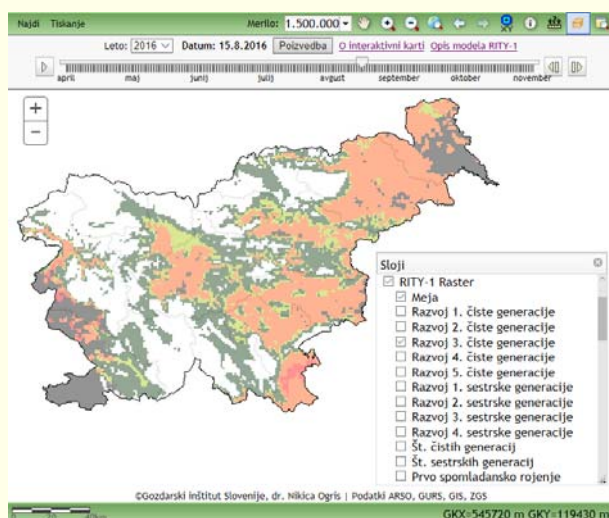 Najdi Tiskanje Merilo: 1.500.000
Leto: 2016 Datum: 15.8.2016 Poizvedba O interaktivni karti Opis modela RITY-1
april maj junij julij avgust september oktober november
+
−
Sloji
RITY-1 Raster
Meja
Razvoj 1. čiste generacije
Razvoj 2. čiste generacije
Razvoj 3. čiste generacije
Razvoj 4. čiste generacije
Razvoj 5. čiste generacije
Razvoj 1. sestrske generacije
Razvoj 2. sestrske generacije
Razvoj 3. sestrske generacije
Razvoj 4. sestrske generacije
Št. čistih generacij
Št. sestrskih generacij
Prvo spomladansko rojenje
©Gozdarski inštitut Slovenije, dr. Nikica Ogris | Podatki ARSO, GURS, GIS, ZGS
GKX=545720 m GKY=119430 m